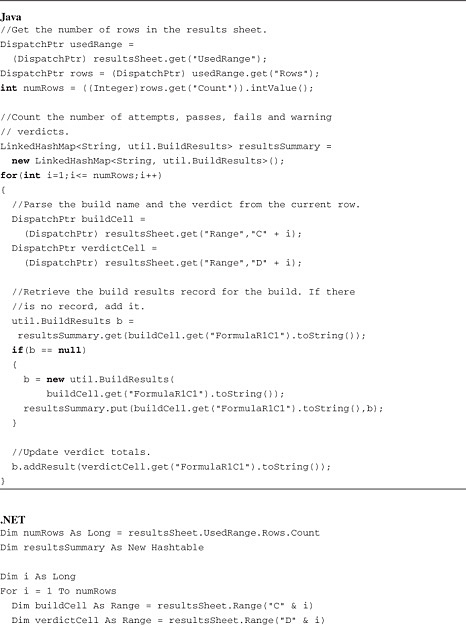 Java
//Get the number of rows in the results sheet.
DispatchPtr usedRange =
(DispatchPtr) resultsSheet.get("UsedRange");
DispatchPtr rows = (DispatchPtr) usedRange.get("Rows");
int numRows = ((Integer)rows.get("Count")).intValue();
//Count the number of attempts, passes, fails and warning
// verdicts.
LinkedHashMap<String, util.BuildResults> resultsSummary =
new LinkedHashMap<String, util.BuildResults>();
for(int i=1;i<= numRows;i++)
{
//Parse the build name and the verdict from the current row.
DispatchPtr buildCell =
(DispatchPtr) resultsSheet.get("Range","C" + i);
DispatchPtr verdictCell =
(DispatchPtr) resultsSheet.get("Range","D" + i);
//Retrieve the build results record for the build. If there
//is no record, add it.
util.BuildResults b =
resultsSummary.get(buildCell.get("FormulaR1C1").toString());
if(b == null)
{
b = new util.BuildResults(
buildCell.get("FormulaR1C1").toString());
resultsSummary.put(buildCell.get("FormulaR1C1").toString(),b);
}
//Update verdict totals.
b.addResult(verdictCell.get("FormulaR1C1").toString());
}
.NET
Dim numRows As Long = resultsSheet.UsedRange.Rows.Count
Dim resultsSummary As New Hashtable
Dim i As Long
For i = 1 To numRows
Dim buildCell As Range = resultsSheet.Range("C" & i)
Dim verdictCell As Range = resultsSheet.Range("D" & i)